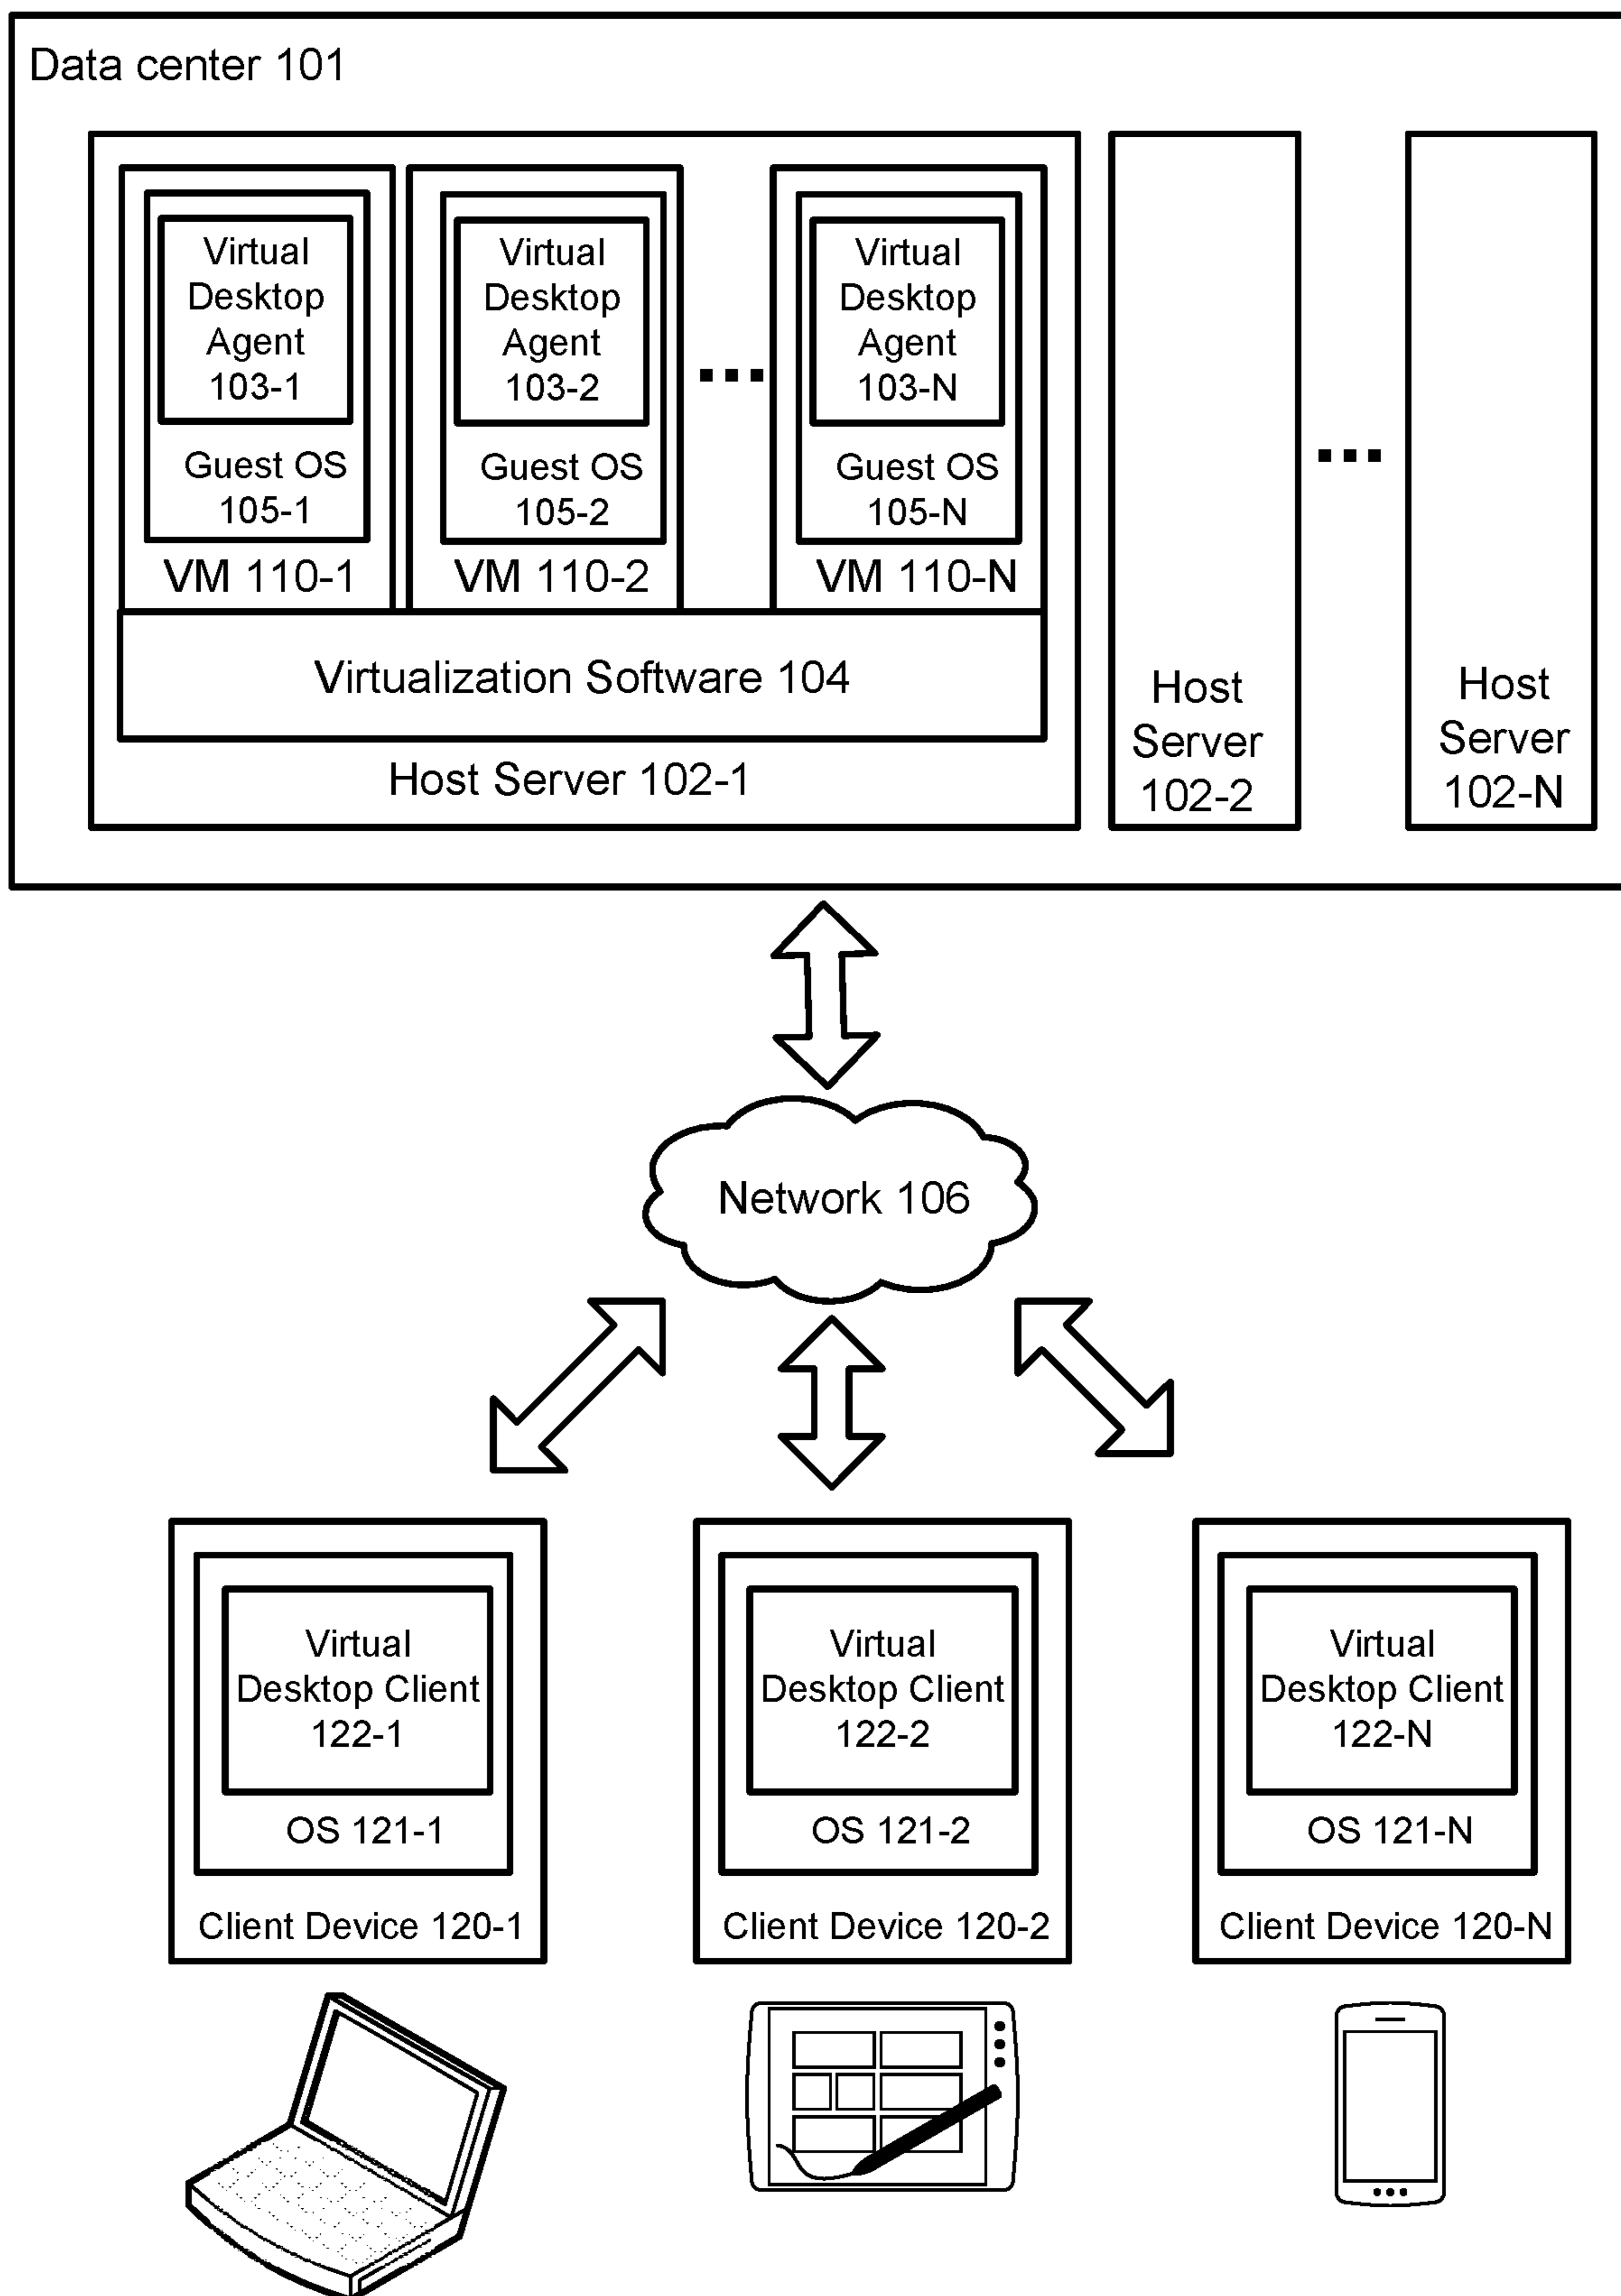 Data center 101
Virtual
Desktop
Agent
103-1
Guest OS
105-1
VM 110-1
Virtual
Desktop
Agent
103-2
Guest OS
105-2
VM 110-2
Virtual
Desktop
Agent
103-N
Guest OS
105-N
VM 110-N
Virtualization Software 104
Host Server 102-1
Host
Server
102-2
Host
Server
102-N
Network 106
Virtual
Desktop Client
122-1
OS 121-1
Client Device 120-1
Virtual
Desktop Client
122-2
OS 121-2
Client Device 120-2
Virtual
Desktop Client
122-N
OS 121-N
Client Device 120-N